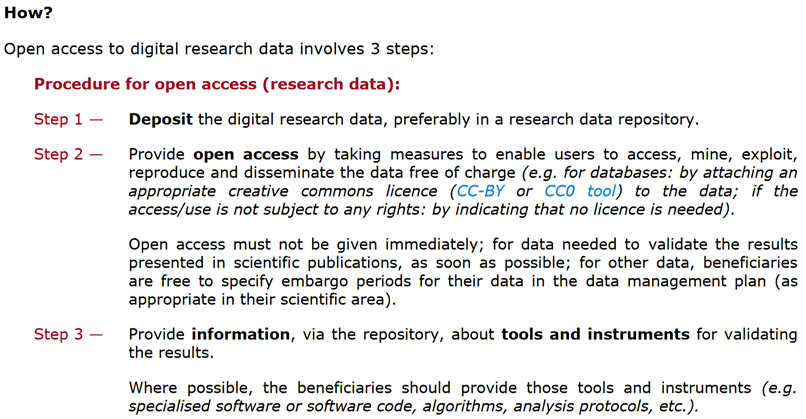 How?
Open access to digital research data involves 3 steps:
Procedure for open access (research data):
Step 1 — Deposit the digital research data, preferably in a research data repository.
Step 2 — Provide open access by taking measures to enable users to access, mine, exploit,
reproduce and disseminate the data free of charge (e.g. for databases: by attaching an
appropriate creative commons licence (CC-BY or CC0 tool) to the data; if the
access/use is not subject to any rights: by indicating that no licence is needed).
Open access must not be given immediately; for data needed to validate the results
presented in scientific publications, as soon as possible; for other data, beneficiaries
are free to specify embargo periods for their data in the data management plan (as
appropriate in their scientific area).
Step 3 — Provide information, via the repository, about tools and instruments for validating
the results.
Where possible, the beneficiaries should provide those tools and instruments (e.g.
specialised software or software code, algorithms, analysis protocols, etc.).